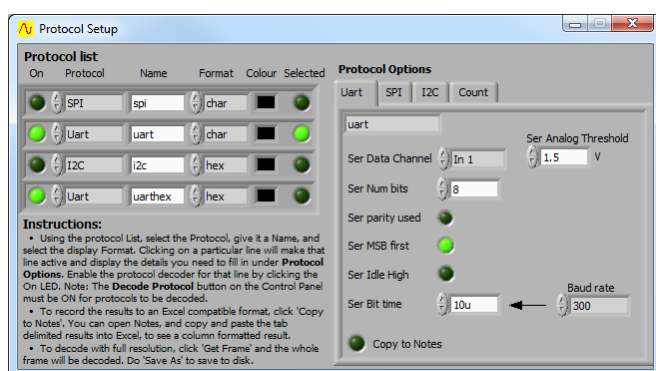 Protocol Setup
Protocol list
On Protocol Name Format Colour Selected
SPI spi char
Uart uart char
I2C i2c hex
Uart uarthex hex
Instructions:
• Using the protocol List, select the Protocol, give it a Name, and
select the display Format. Clicking on a particular line will make that
line active and display the details you need to fill in under Protocol
Options. Enable the protocol decoder for that line by clicking the
On LED. Note: The Decode Protocol button on the Control Panel
must be ON for protocols to be decoded.
• To record the results to an Excel compatible format, click 'Copy
to Notes'. You can open Notes, and copy and paste the tab
delimited results into Excel, to see a column formatted result.
• To decode with full resolution, click 'Get Frame' and the whole
frame will be decoded. Do 'Save As' to save to disk.
Protocol Options
Uart SPI I2C Count
uart
Ser Analog Threshold
Ser Data Channel In 1 1.5 V
Ser Num bits 8
Ser parity used
Ser MSB first
Ser Idle High
Baud rate
Ser Bit time 10u 300
Copy to Notes